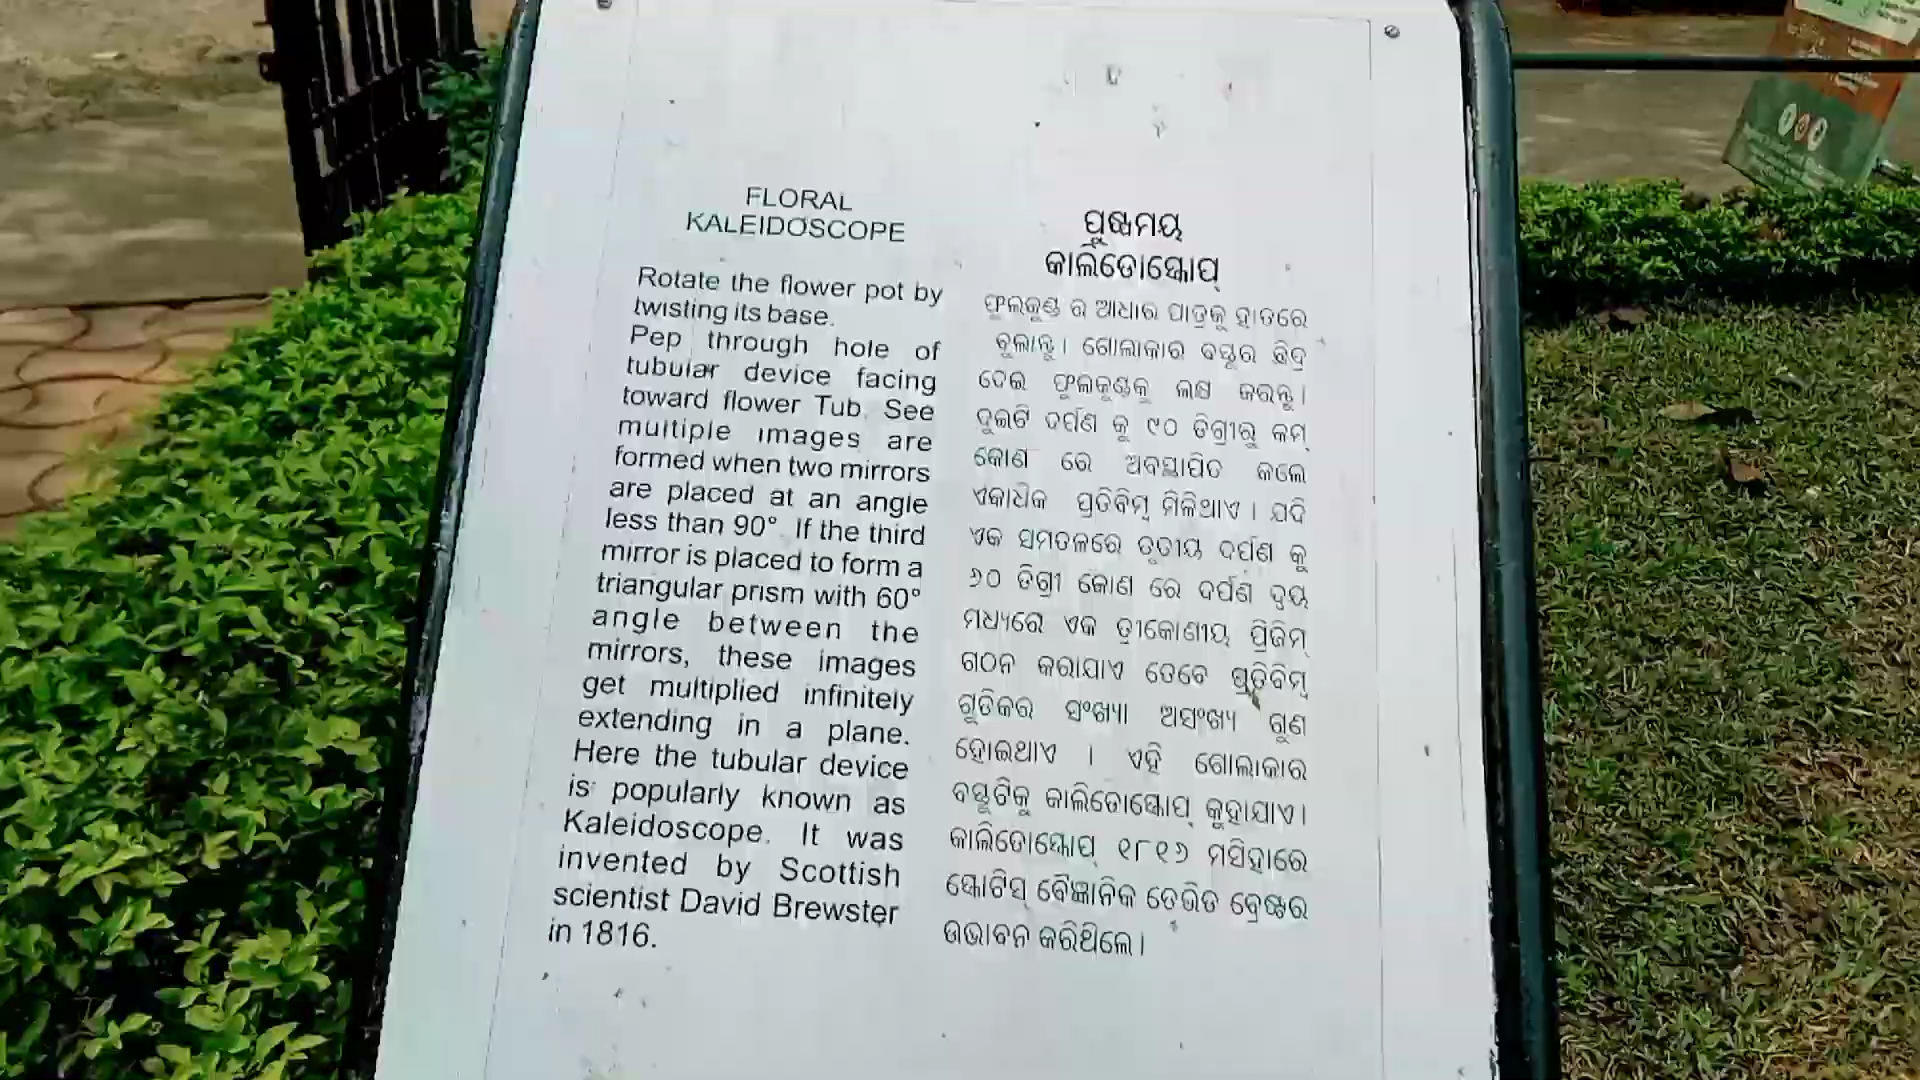 FLORAL
KALEIDOSCOPE
Rotate the flower pot by
twisting its base.
Pep through hole of
tubular device facing
toward flower Tub. See
multiple images are
formed when two mirrors
are placed at an angle
less than 90°. If the third
mirror is placed to form a
triangular prism with 60°
angle between the
mirrors, these images
get multiplied infinitely
extending in a plane.
Here the tubular device
is popularly known as
Kaleidoscope. It was
invented by Scottish
scientist David Brewster
in 1816.
ପୁଷ୍ପମୟ
କାଲିଡୋସ୍କୋପ୍
ଫୁଲକୁଣ୍ଡ ର ଆଧାର ପାତ୍ରକୁ ହାତରେ
ବୁଲାନ୍ତୁ। ଗୋଲାକାର ବସ୍ତୁର ଛିଦ୍ର
ଦେଇ ଫୁଲକୁଣ୍ଡକୁ ଲକ୍ଷ କରନ୍ତୁ।
ଦୁଇଟି ଦର୍ପଣ କୁ ୯୦ ଡିଗ୍ରୀରୁ କମ୍
କୋଣ ରେ ଅବସ୍ଥାପିତ କଲେ
ଏକାଧିକ ପ୍ରତିବିମ୍ବ ମିଳିଥାଏ । ଯଦି
ଏକ ସମତଳରେ ତୃତୀୟ ଦର୍ପଣ କୁ
୬୦ ଡିଗ୍ରୀ କୋଣ ରେ ଦର୍ପଣ ଦ୍ୱୟ
ମଧ୍ୟରେ ଏକ ତ୍ରୀକୋଣୀୟ ପ୍ରିଜିମ୍
ଗଠନ କରାଯାଏ ତେବେ ପ୍ରତିବିମ୍ବ
ଗୁଡିକର ସଂଖ୍ୟା ଅସଂଖ୍ୟ ଗୁଣ
ହୋଇଥାଏ । ଏହି ଗୋଲାକାର
ବସ୍ତୁଟିକୁ କାଲିଡୋସ୍କୋପ୍ କୁହାଯାଏ।
କାଲିଡୋସ୍କୋପ୍ ୧୮୧୬ ମସିହାରେ
ସ୍କୋଟିସ୍ ବୈଜ୍ଞାନିକ ଡେଭିଡ ବ୍ରେଷ୍ଟର
ଉଭାବନ କରିଥିଲେ।